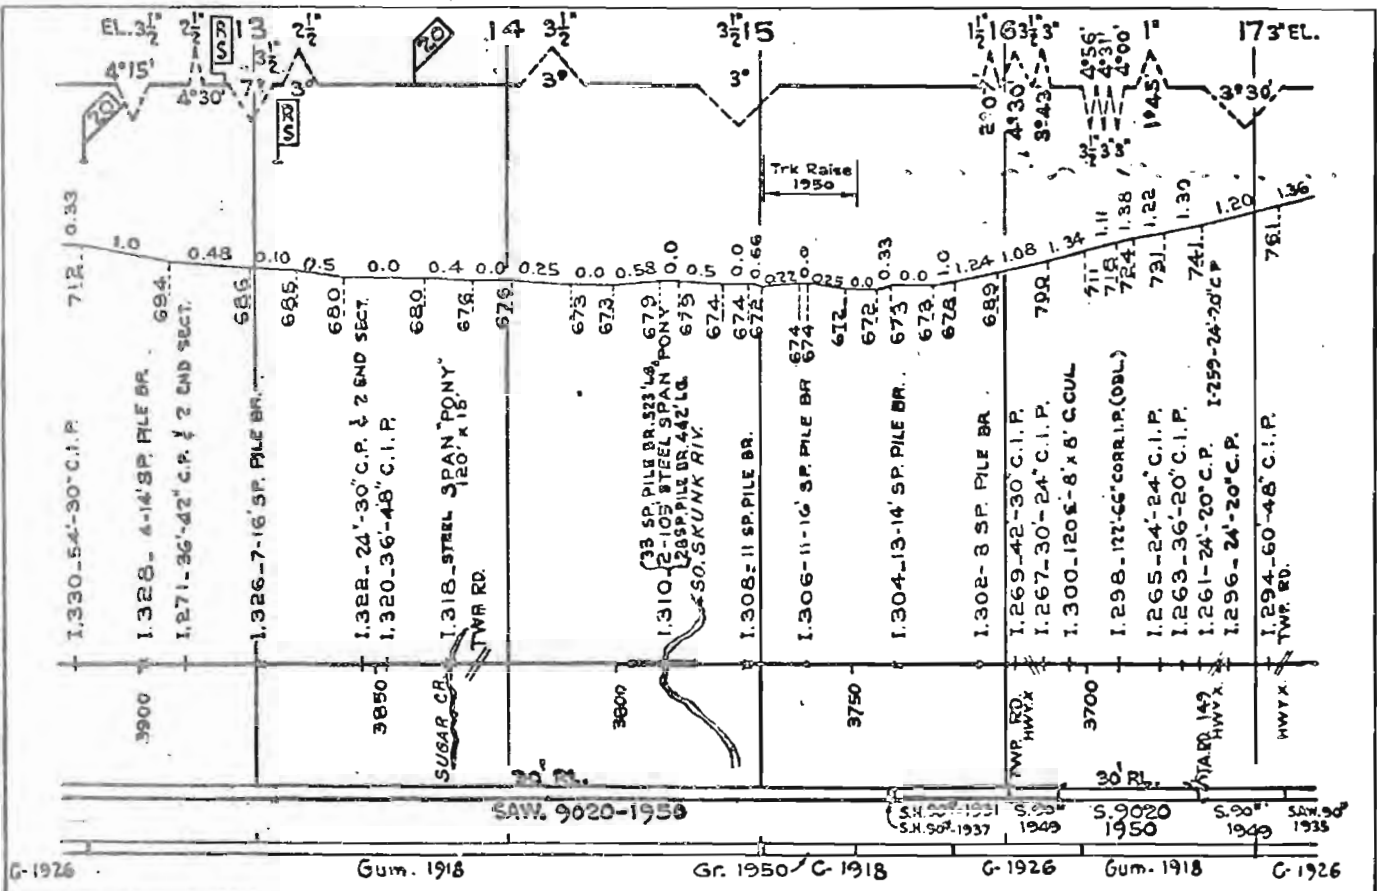 EL. 3½" 2½" R S 13 3½" 2½" 14 3½" 3½" 15 1½" 16 3½" 3" 1" 17 3" EL.
20
4°15' 4°30' 7° 3° 3° 3° 2°07' 4°30' 3°43' 4°56' 4°31' 4°00' 1°45' 3°30'
20 R S
3½" 3" 3"
Trk Raise
1950
0.33 1.0 0.48 0.10 0.5 0.0 0.4 0.0 0.25 0.0 0.58 0.0 0.5 0.0 0.66 .022 0.0 025 0.0 0.33 0.0 1.0 1.24 1.08 1.34 1.11 1.38 1.22 1.30 1.20 1.36
712 694 686 685 680 680 676 676 673 673 679 675 674 674 672 674 674 672 672 673 673 678 689 702 711 718 724 731 741 761
I.330-54'-30" C.I.P.
I.328-4-14' SP. PILE BR.
I.271-36'-42" C.P. & 2 END SECT.
I.326-7-16' SP. PILE BR.
I.322-24'-30" C.P. & 2 END SECT.
I.320-36'-48" C.I.P.
I.318-STEEL SPAN "PONY"
120' x 15'
TWP. RD.
33 SP. PILE BR. 523' LG.
I.310-2-105' STEEL SPAN PONY
28 SP. PILE BR. 442' LG.
SO. SKUNK RIV.
I.308-11 SP. PILE BR.
I.306-11-16' SP. PILE BR
I.304-13-14' SP. PILE BR.
I.302-8 SP. PILE BR.
I.269-42'-30" C.I.P.
I.267-30'-24" C.I.P.
I.300-120'-8' x 8' C. CUL
I.298-122'-66" CORR. I.P. (DBL.)
I.265-24'-24" C.I.P.
I.263-36'-20" C.I.P.
I.261-24'-20" C.P.
I-259-24'-20" C.P
I.296-24'-20" C.P.
I.294-60'-48" C.I.P.
TWP. RD.
3900 3850 3800 3750 3700
SUGAR CR.
TWP. RD.
HWY. X
STA. RD. 149
HWY. X
HWY X
30' RL. 30' RL.
SAW. 9020-1950 S.H. 90#-1931 S.90# S. 9020 S. 90# SAW. 90#
S.H. 90#-1937 1949 1950 1949 1935
G-1926 Gum. 1918 Gr. 1950 G-1918 G-1926 Gum. 1918 G-1926